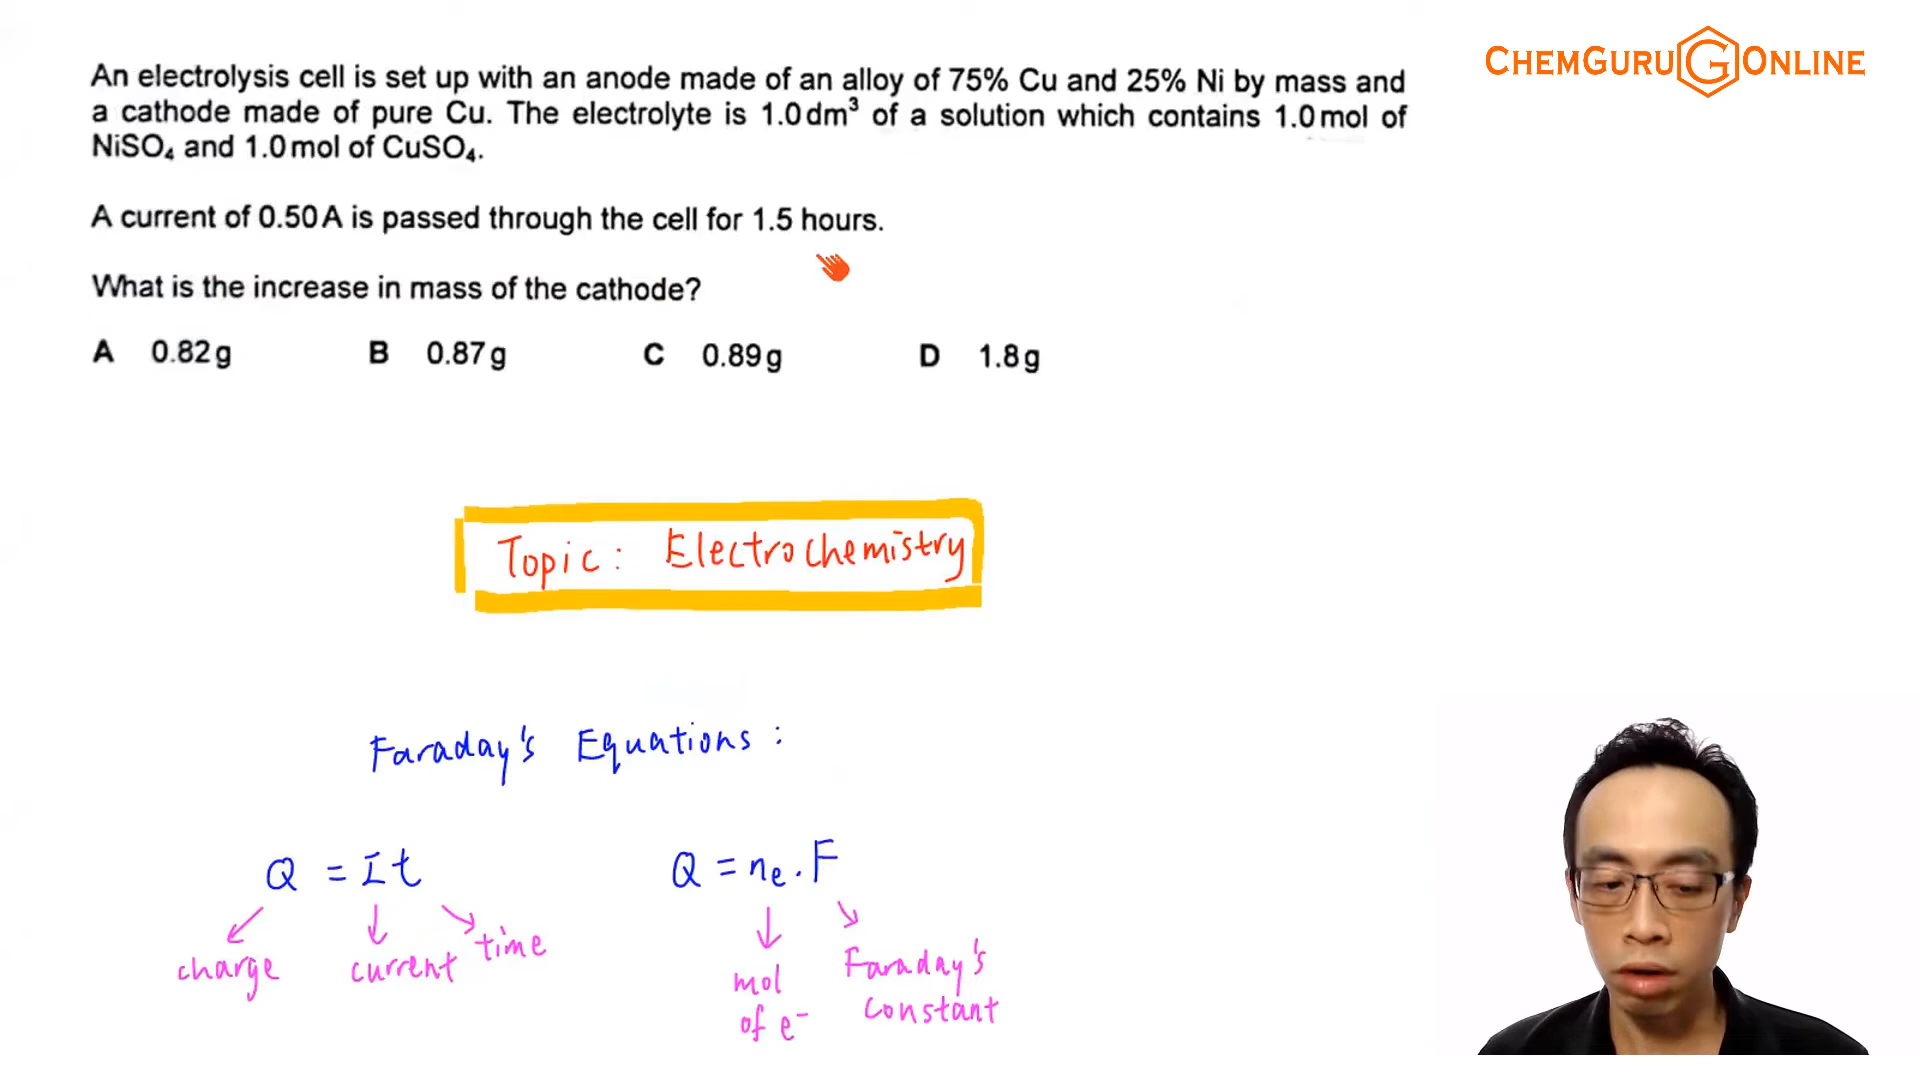 CHEMGURU G ONLINE
An electrolysis cell is set up with an anode made of an alloy of 75% Cu and 25% Ni by mass and
a cathode made of pure Cu. The electrolyte is 1.0 dm³ of a solution which contains 1.0 mol of
NiSO₄ and 1.0 mol of CuSO₄.
A current of 0.50 A is passed through the cell for 1.5 hours.
What is the increase in mass of the cathode?
A 0.82 g B 0.87 g C 0.89 g D 1.8 g
Topic: Electrochemistry
Faraday's Equations:
Q = It Q = nₑ.F
charge current time
mol of e⁻
Faraday's constant